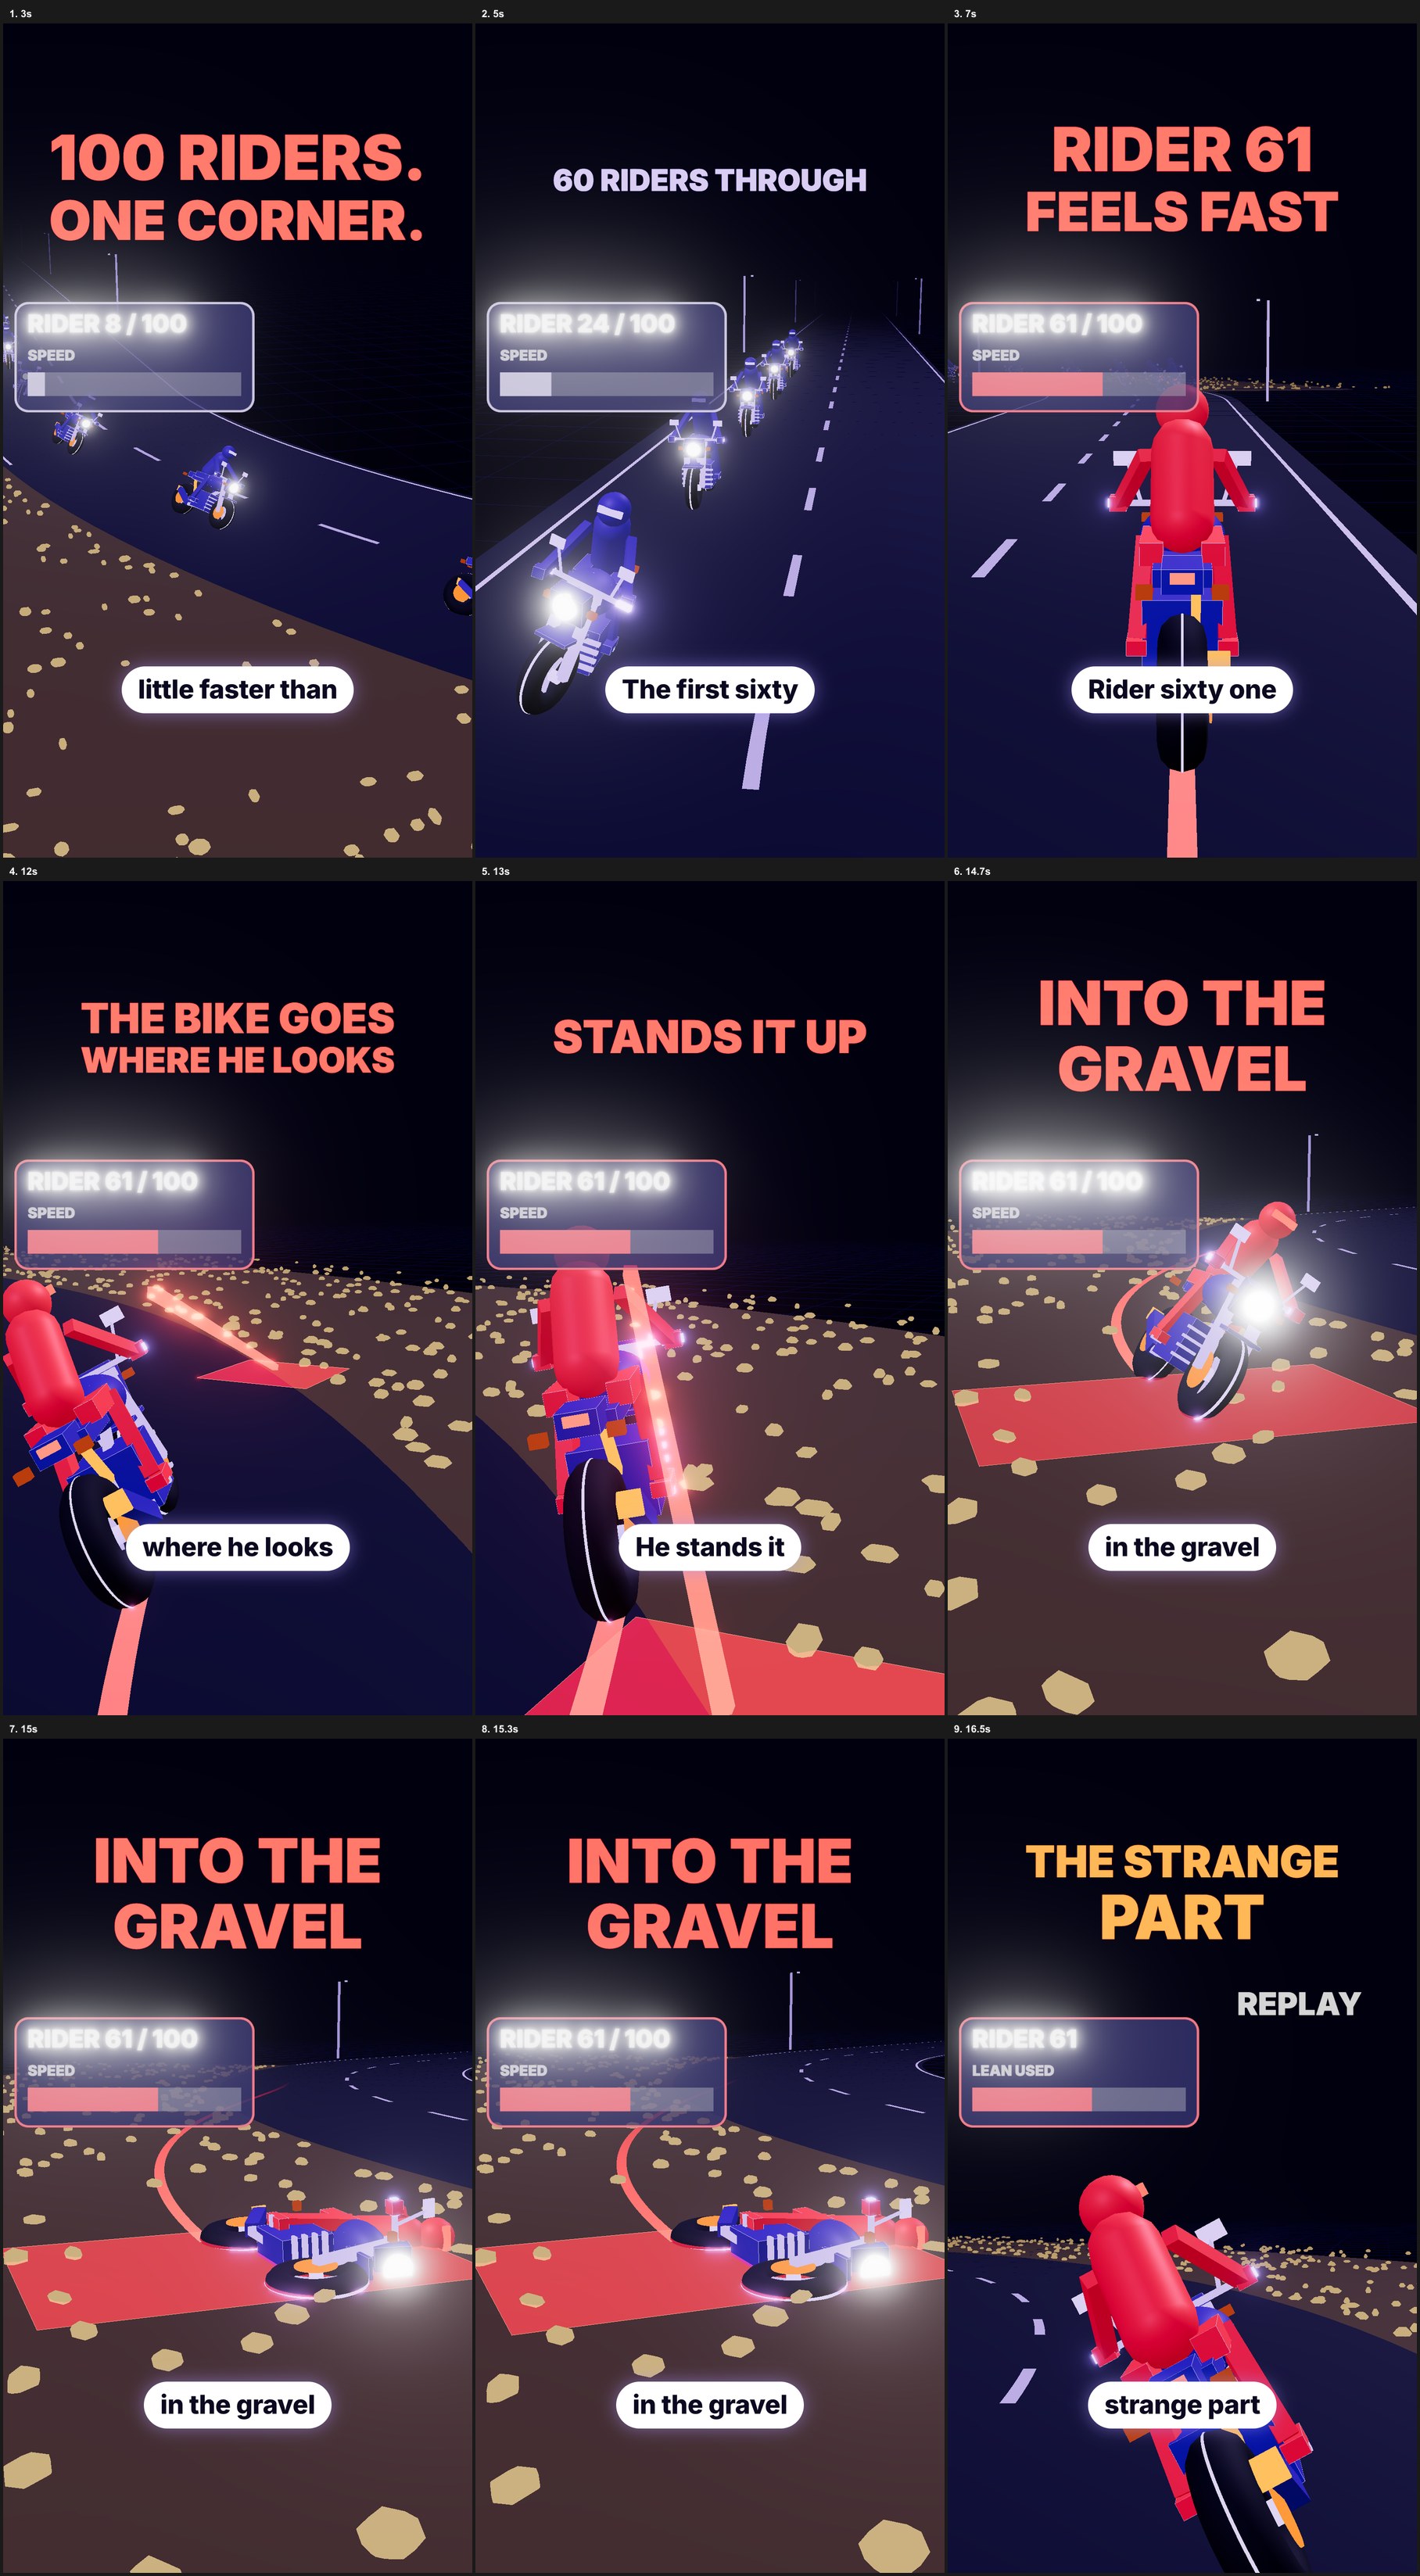 1. 3s
100 RIDERS.
ONE CORNER.
RIDER 8 / 100
SPEED
little faster than
2. 5s
60 RIDERS THROUGH
RIDER 24 / 100
SPEED
The first sixty
3. 7s
RIDER 61
FEELS FAST
RIDER 61 / 100
SPEED
Rider sixty one
4. 12s
THE BIKE GOES
WHERE HE LOOKS
RIDER 61 / 100
SPEED
where he looks
5. 13s
STANDS IT UP
RIDER 61 / 100
SPEED
He stands it
6. 14.7s
INTO THE
GRAVEL
RIDER 61 / 100
SPEED
in the gravel
7. 15s
INTO THE
GRAVEL
RIDER 61 / 100
SPEED
in the gravel
8. 15.3s
INTO THE
GRAVEL
RIDER 61 / 100
SPEED
in the gravel
9. 16.5s
THE STRANGE
PART
REPLAY
RIDER 61
LEAN USED
strange part